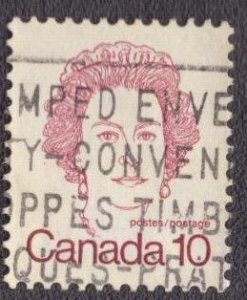 MPED ENVE
Y-CONVEN
PPES TIMB
QUES-PRAT
postes/postage
Canada 10